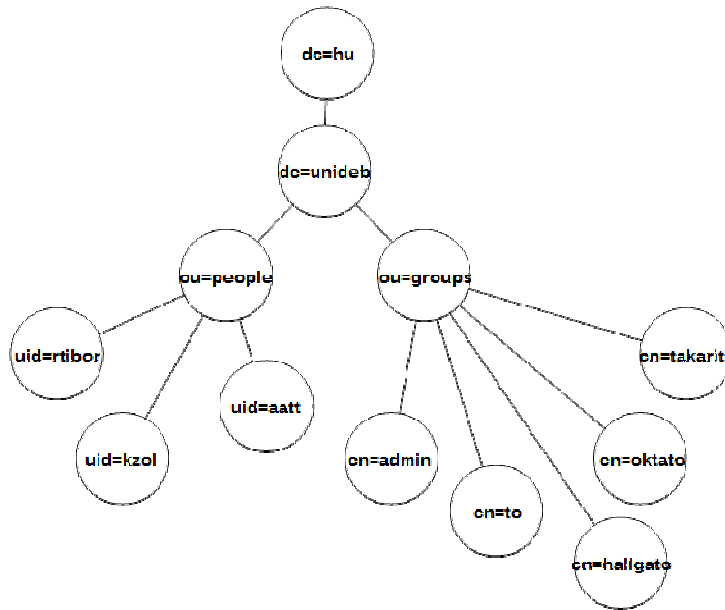 dc=hu
dc=unideb
ou=people
ou=groups
uid=rtibor
cn=takarit
uid=aatt
uid=kzol
cn=admin
cn=oktato
cn=to
cn=hallgato